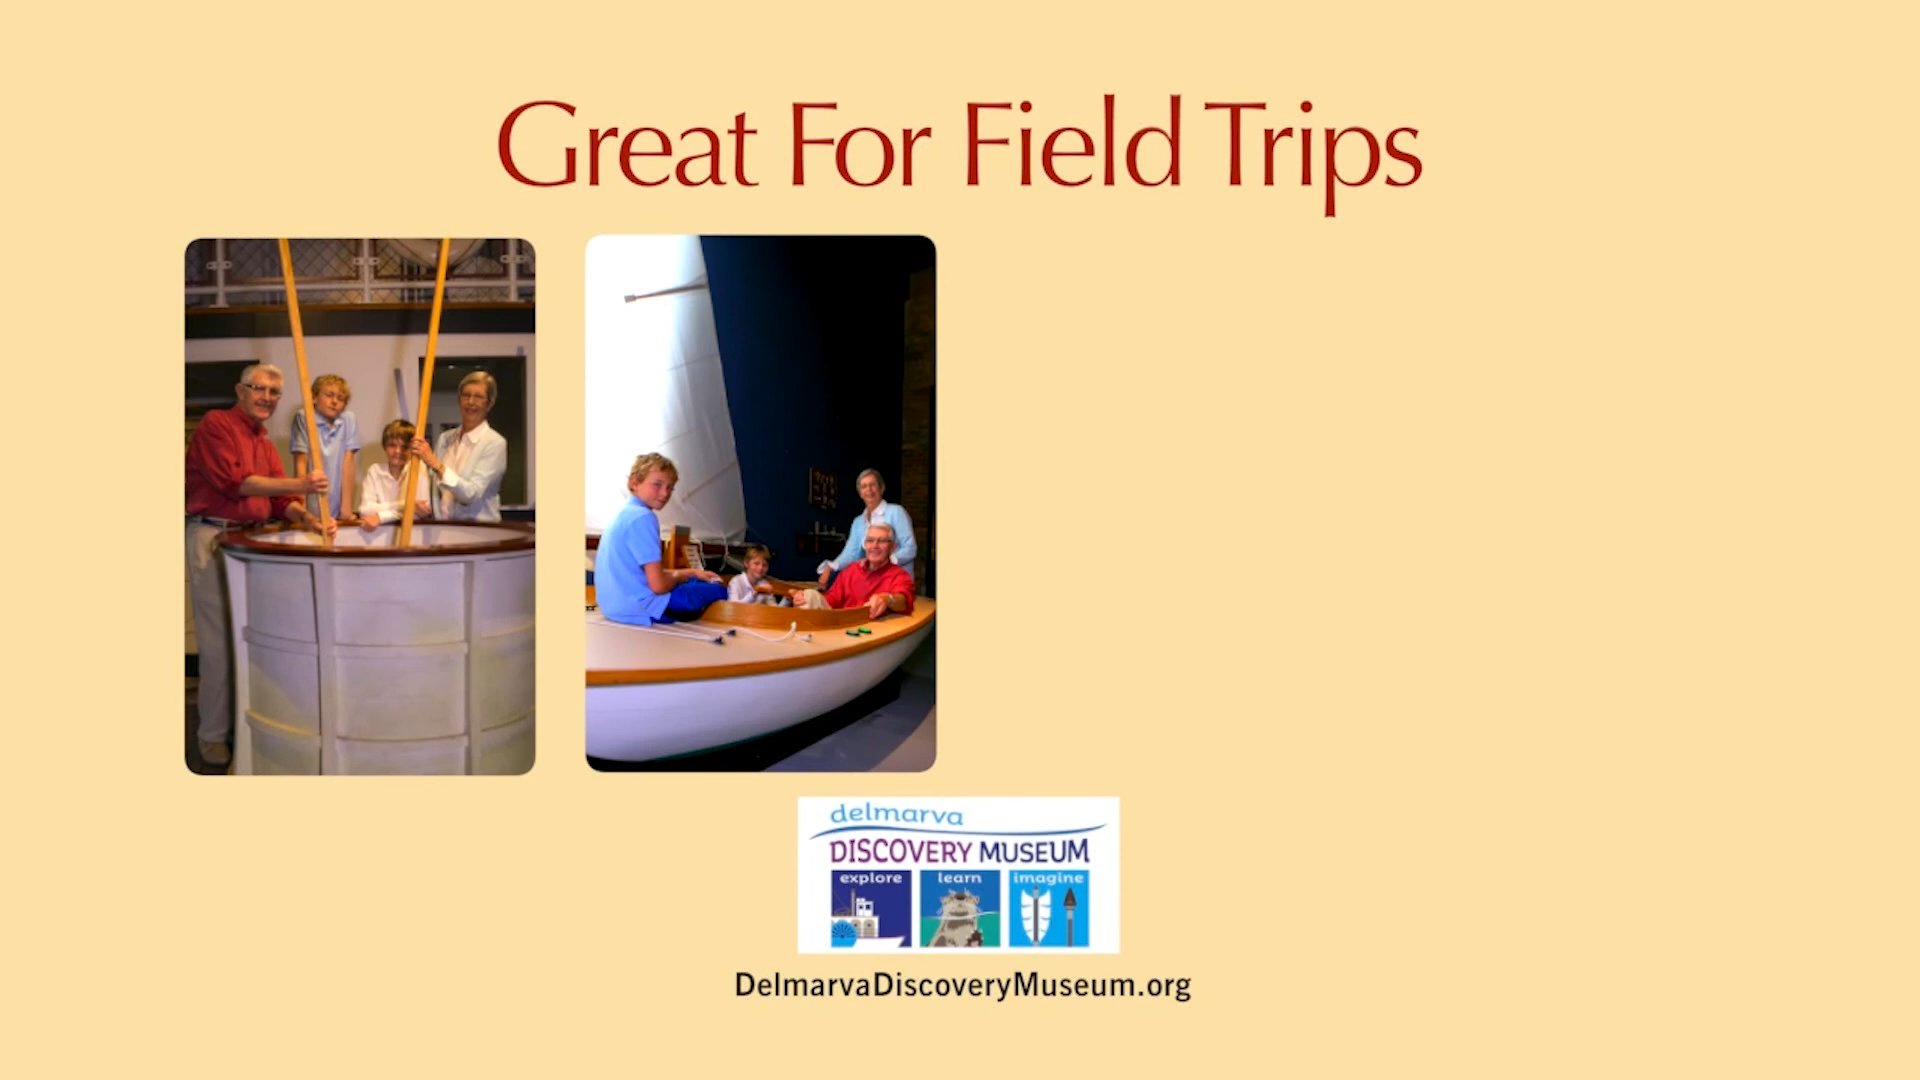 Great For Field Trips
delmarva
DISCOVERY MUSEUM
explore learn imagine
DelmarvaDiscoveryMuseum.org